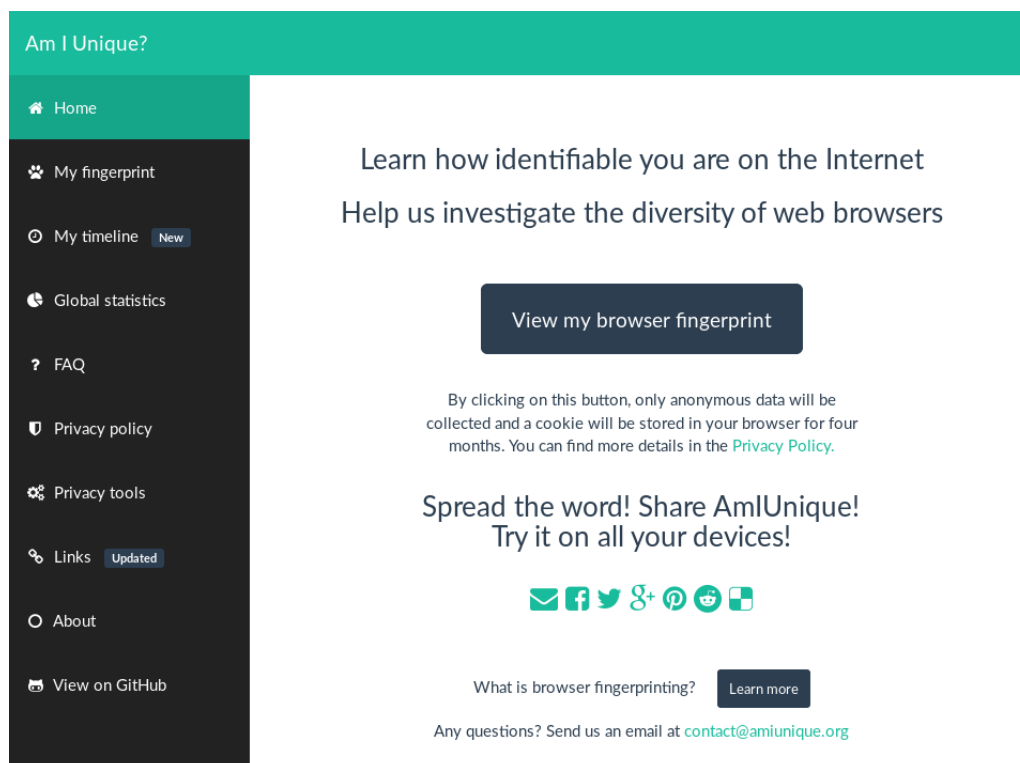 Am I Unique?
Home
My fingerprint
My timeline New
Global statistics
? FAQ
Privacy policy
Privacy tools
Links Updated
About
View on GitHub
Learn how identifiable you are on the Internet
Help us investigate the diversity of web browsers
View my browser fingerprint
By clicking on this button, only anonymous data will be
collected and a cookie will be stored in your browser for four
months. You can find more details in the Privacy Policy.
Spread the word! Share AmIUnique!
Try it on all your devices!
g+
What is browser fingerprinting? Learn more
Any questions? Send us an email at contact@amiunique.org